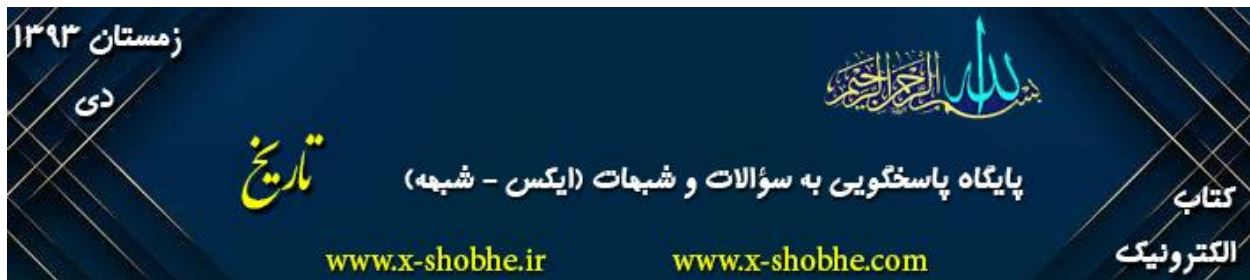 زمستان ۱۳۹۳
دی
بسم الله الرحمن الرحیم
پایگاه پاسخگویی به سؤالات و شبهات (ایکس - شبهه)
تاریخ
کتاب
الکترونیک
www.x-shobhe.com
www.x-shobhe.ir